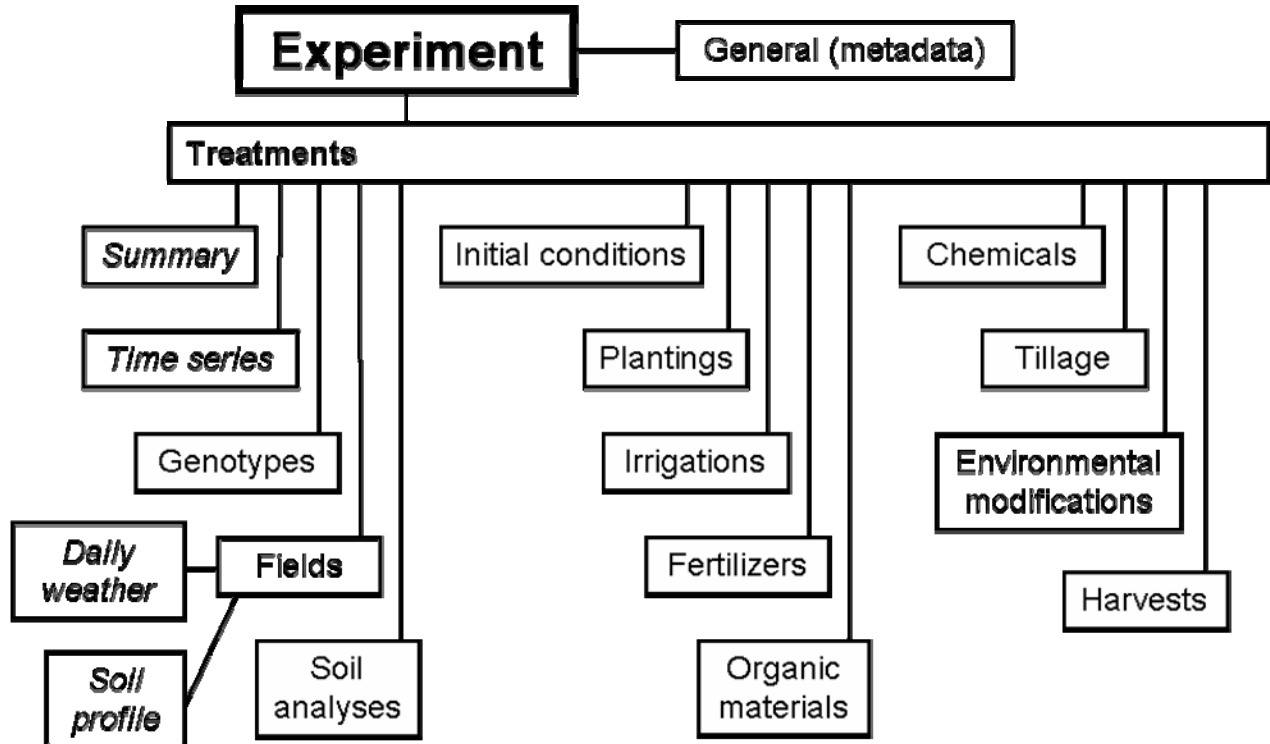 Experiment
General (metadata)
Treatments
Summary
Initial conditions
Chemicals
Time series
Plantings
Tillage
Genotypes
Irrigations
Environmental
modifications
Daily
weather
Fields
Fertilizers
Harvests
Soil
profile
Soil
analyses
Organic
materials